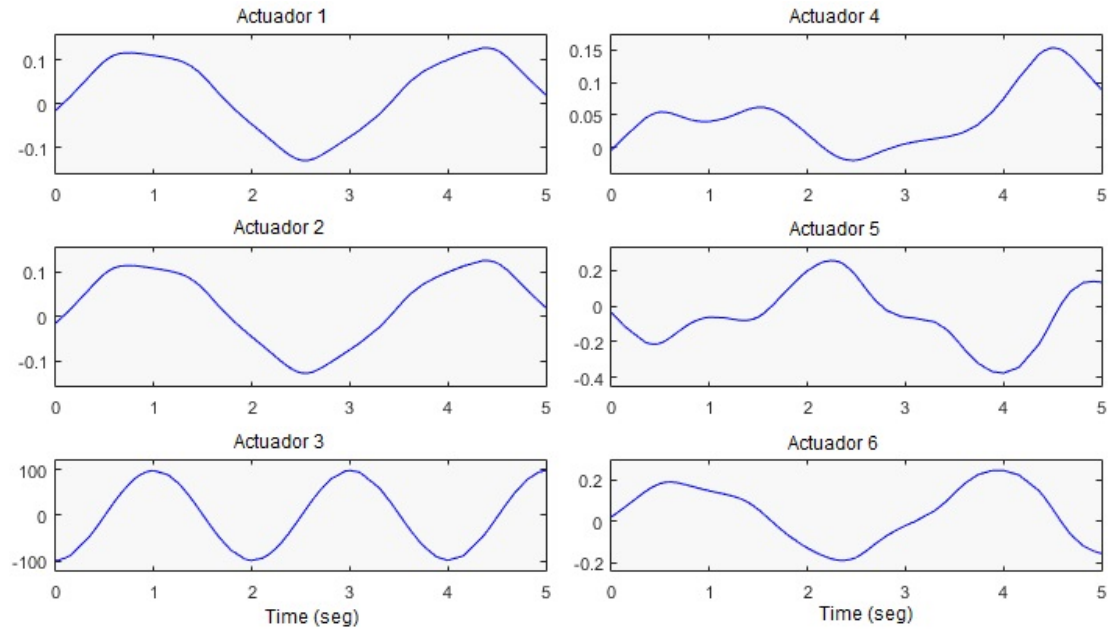 Actuador 1
0.1
0
-0.1
0 1 2 3 4 5
Actuador 2
0.1
0
-0.1
0 1 2 3 4 5
Actuador 3
100
0
-100
0 1 2 3 4 5
Time (seg)
Actuador 4
0.15
0.1
0.05
0
0 1 2 3 4 5
Actuador 5
0.2
0
-0.2
-0.4
0 1 2 3 4 5
Actuador 6
0.2
0
-0.2
0 1 2 3 4 5
Time (seg)